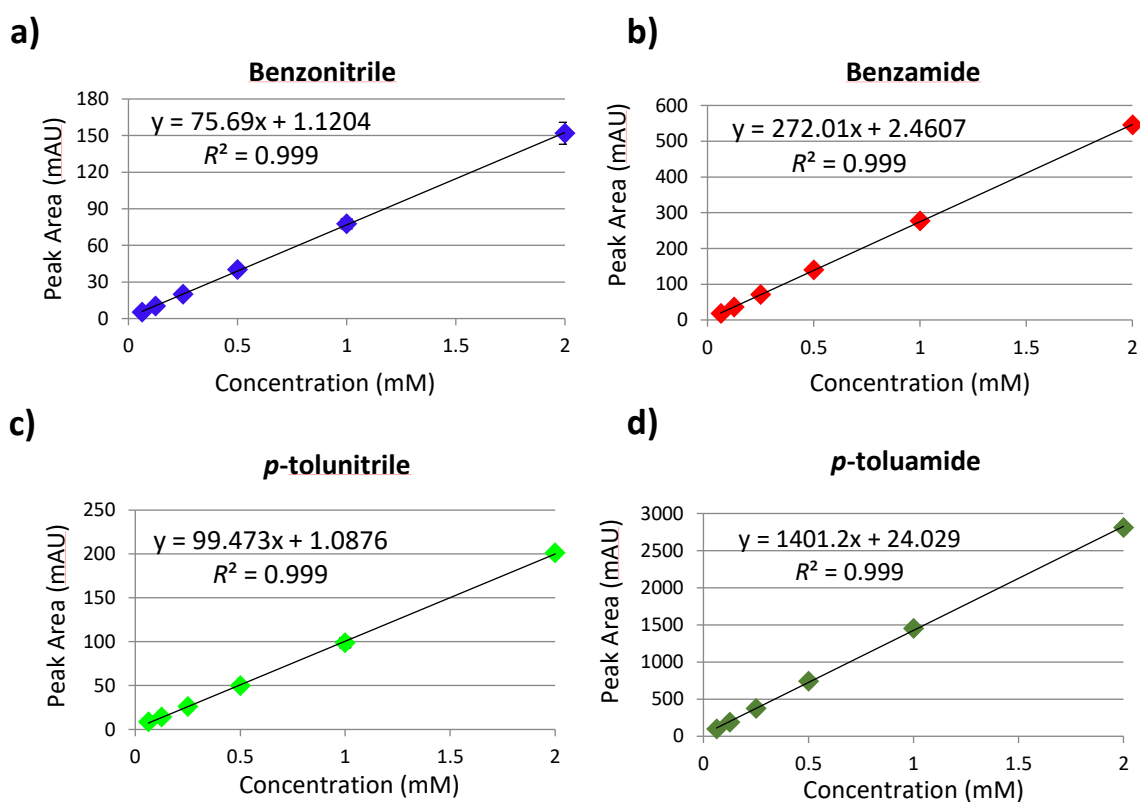 a)
Benzonitrile
y = 75.69x + 1.1204
R² = 0.999
Peak Area (mAU)
180
150
120
90
60
30
0
0
0.5
1
1.5
2
Concentration (mM)
b)
Benzamide
y = 272.01x + 2.4607
R² = 0.999
Peak Area (mAU)
600
500
400
300
200
100
0
0
0.5
1
1.5
2
Concentration (mM)
c)
p-tolunitrile
y = 99.473x + 1.0876
R² = 0.999
Peak Area (mAU)
250
200
150
100
50
0
0
0.5
1
1.5
2
Concentration (mM)
d)
p-toluamide
y = 1401.2x + 24.029
R² = 0.999
Peak Area (mAU)
3000
2500
2000
1500
1000
500
0
0
0.5
1
1.5
2
Concentration (mM)